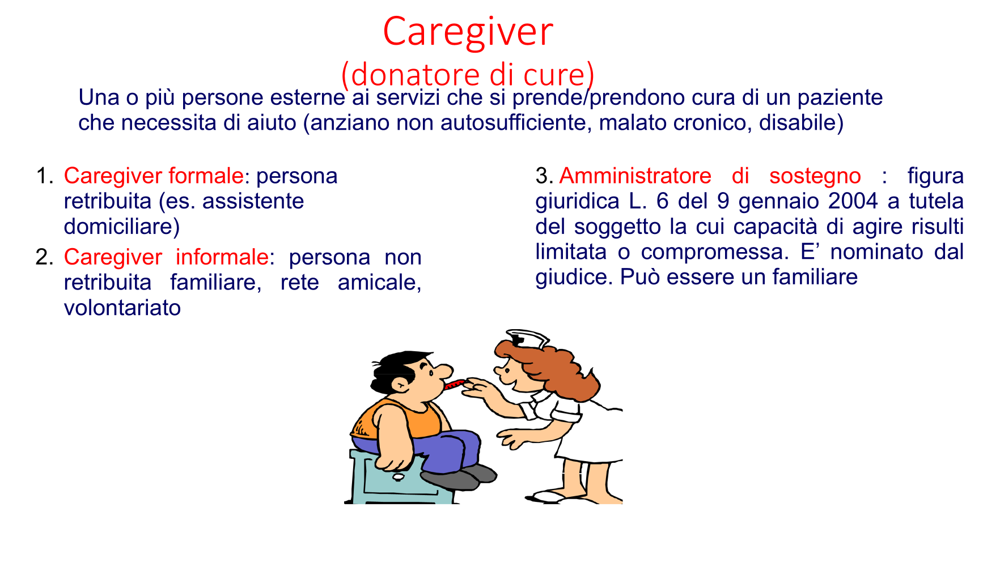 Caregiver
(donatore di cure)
Una o più persone esterne ai servizi che si prende/prendono cura di un paziente
che necessita di aiuto (anziano non autosufficiente, malato cronico, disabile)
1. Caregiver formale: persona
retribuita (es. assistente
domiciliare)
2. Caregiver informale: persona non
retribuita familiare, rete amicale,
volontariato
3. Amministratore di sostegno : figura
giuridica L. 6 del 9 gennaio 2004 a tutela
del soggetto la cui capacità di agire risulti
limitata o compromessa. E’ nominato dal
giudice. Può essere un familiare